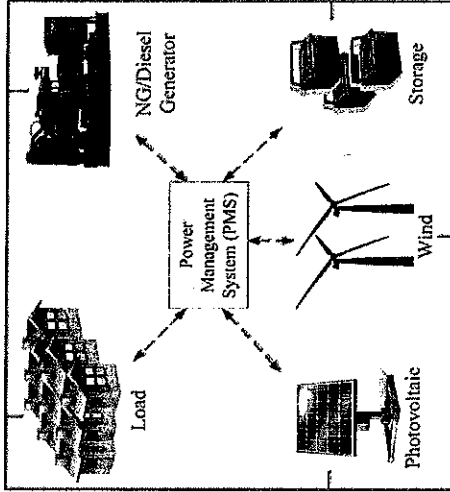 Load
NG/Diesel
Generator
Power
Management
System (PMS)
Photovoltaic
Wind
Storage